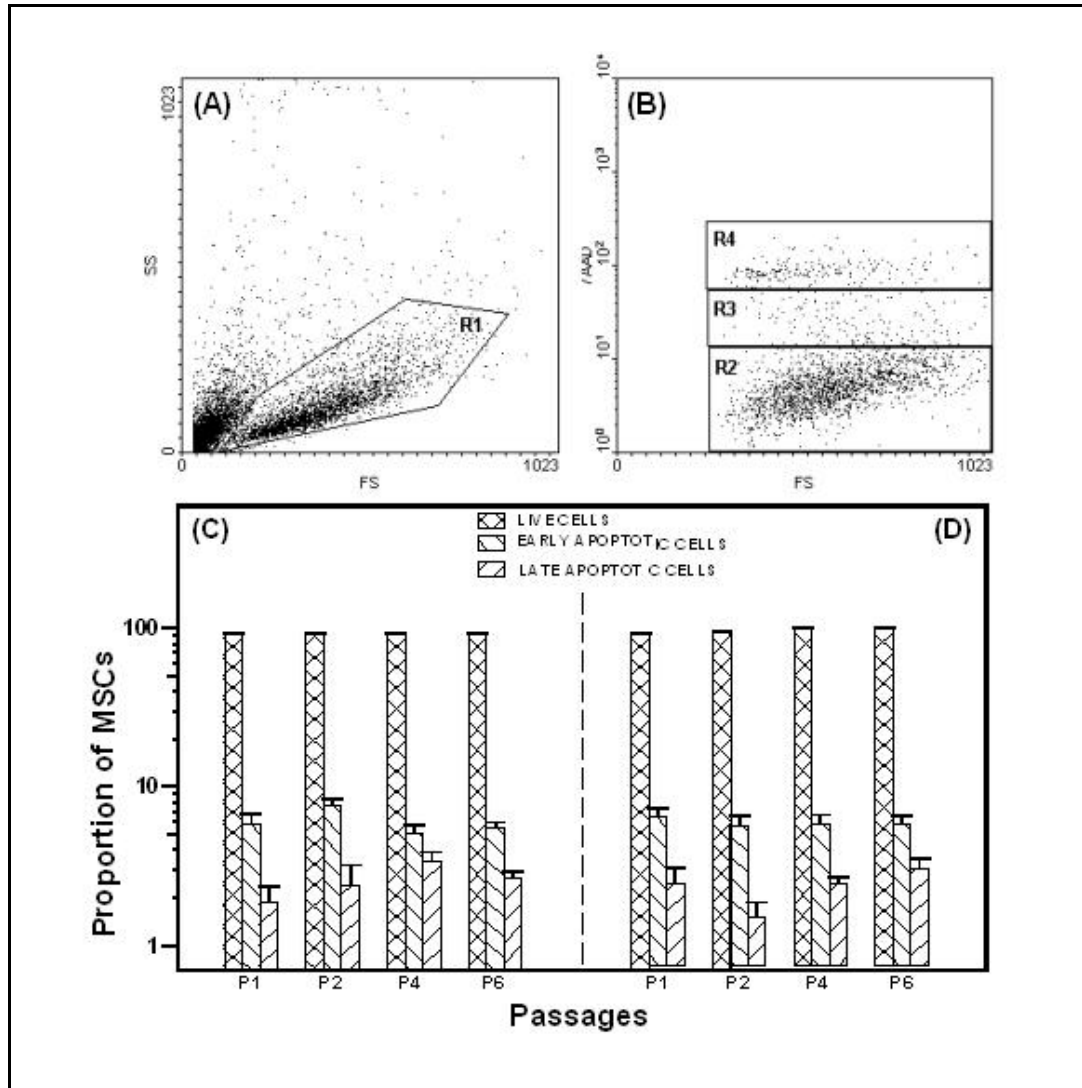 (A)
1023
SS
0
R1
0
1023
FS
(B)
10⁴
10³
10²
10¹
10⁰
7AAD
R4
R3
R2
0
1023
FS
(C)
(D)
LIVE CELLS
EARLY APOPTOTIC CELLS
LATE APOPTOT C CELLS
Proportion of MSCs
100
10
1
P1 P2 P4 P6 P1 P2 P4 P6
Passages